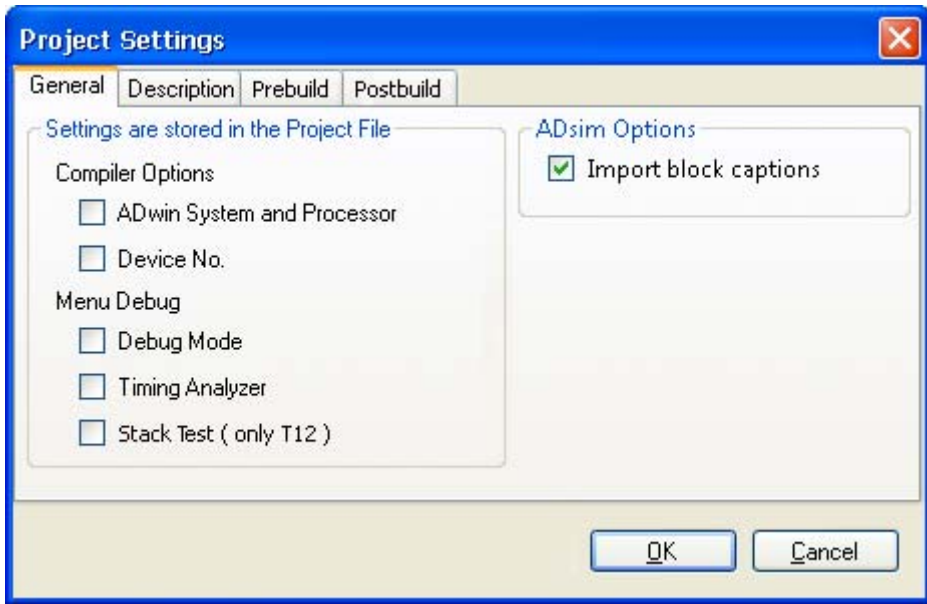 Project Settings
General Description Prebuild Postbuild
Settings are stored in the Project File
Compiler Options
ADwin System and Processor
Device No.
Menu Debug
Debug Mode
Timing Analyzer
Stack Test ( only T12 )
ADsim Options
Import block captions
OK Cancel